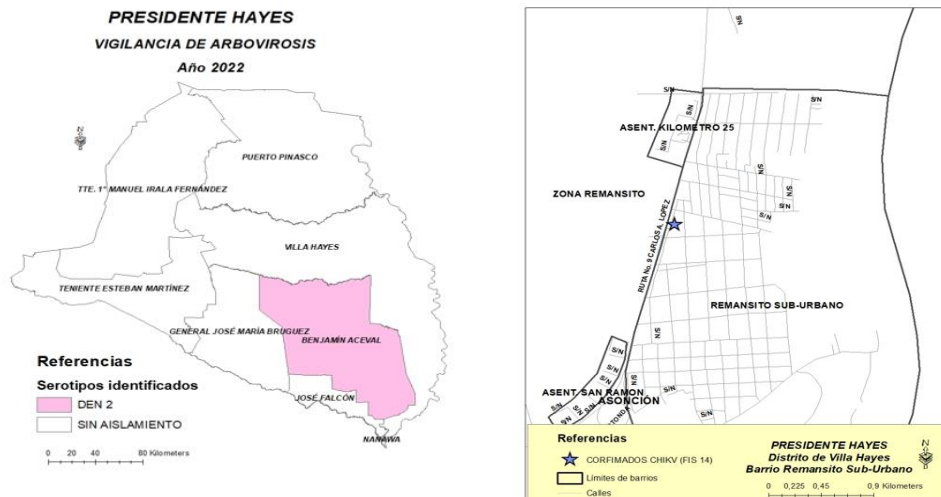 PRESIDENTE HAYES
VIGILANCIA DE ARBOVIROSIS
Año 2022
PUERTO PINASCO
TTE. 1° MANUEL IRALA FERNÁNDEZ
VILLA HAYES
TENIENTE ESTEBAN MARTÍNEZ
GENERAL JOSÉ MARÍA BRUGUEZ
BENJAMÍN ACEVAL
JOSÉ FALCÓN
NANAWA
Referencias
Serotipos identificados
DEN 2
SIN AISLAMIENTO
0 20 40 80 Kilometers
S/N
S/N
S/N
S/N
ASENT. KILOMETRO 25
S/N
S/N
S/N
S/N
S/N
ZONA REMANSITO
RUTA No. 9 CARLOS A. LOPEZ
REMANSITO SUB-URBANO
S/N
S/N
S/N
S/N
S/N
S/N
ASENT. SAN RAMON
ASONCIÓN
S/N
S/N
S/N
Referencias
CORFIMADOS CHIKV (FIS 14)
Límites de barrios
Calles
PRESIDENTE HAYES
Distrito de Villa Hayes
Barrio Remansito Sub-Urbano
0 0,225 0,45 0,9 Kilometers